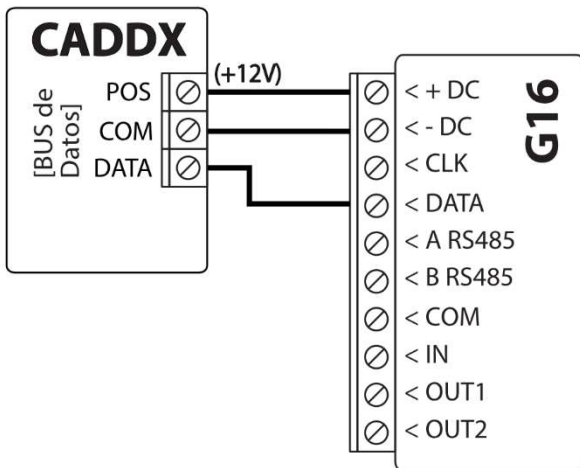 CADDX
[BUS de
Datos]
POS
COM
DATA
(+12V)
G16
< + DC
< - DC
< CLK
< DATA
< A RS485
< B RS485
< COM
< IN
< OUT1
< OUT2